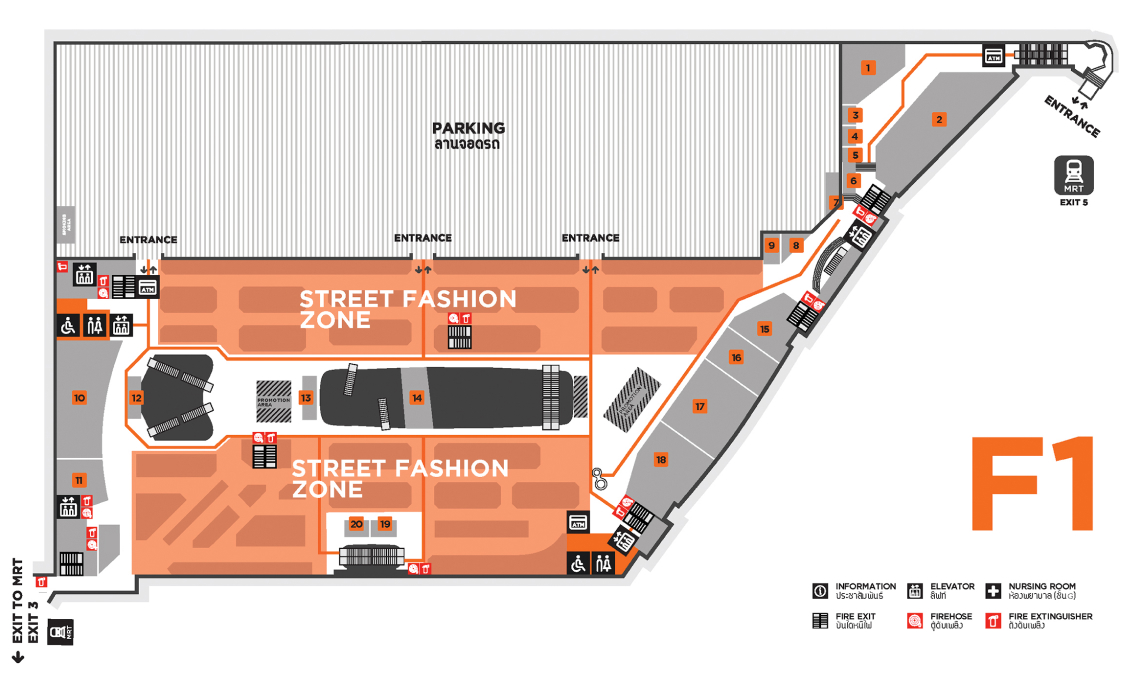 1
ATM
ENTRANCE
2
3
4
5
6
7
PARKING
ลานจอดรถ
MRT
EXIT 5
ENTRANCE
ENTRANCE
ENTRANCE
9
8
ATM
STREET FASHION
ZONE
15
16
10
12
PROMOTION
AREA
13
14
17
18
11
STREET FASHION
ZONE
20
19
ATM
F1
EXIT TO MRT
EXIT 3
MRT
INFORMATION
ประชาสัมพันธ์
ELEVATOR
ลิฟท์
NURSING ROOM
ห้องพยาบาล (ชั้น G)
FIRE EXIT
บันไดหนีไฟ
FIREHOSE
ตู้ดับเพลิง
FIRE EXTINGUISHER
ถังดับเพลิง